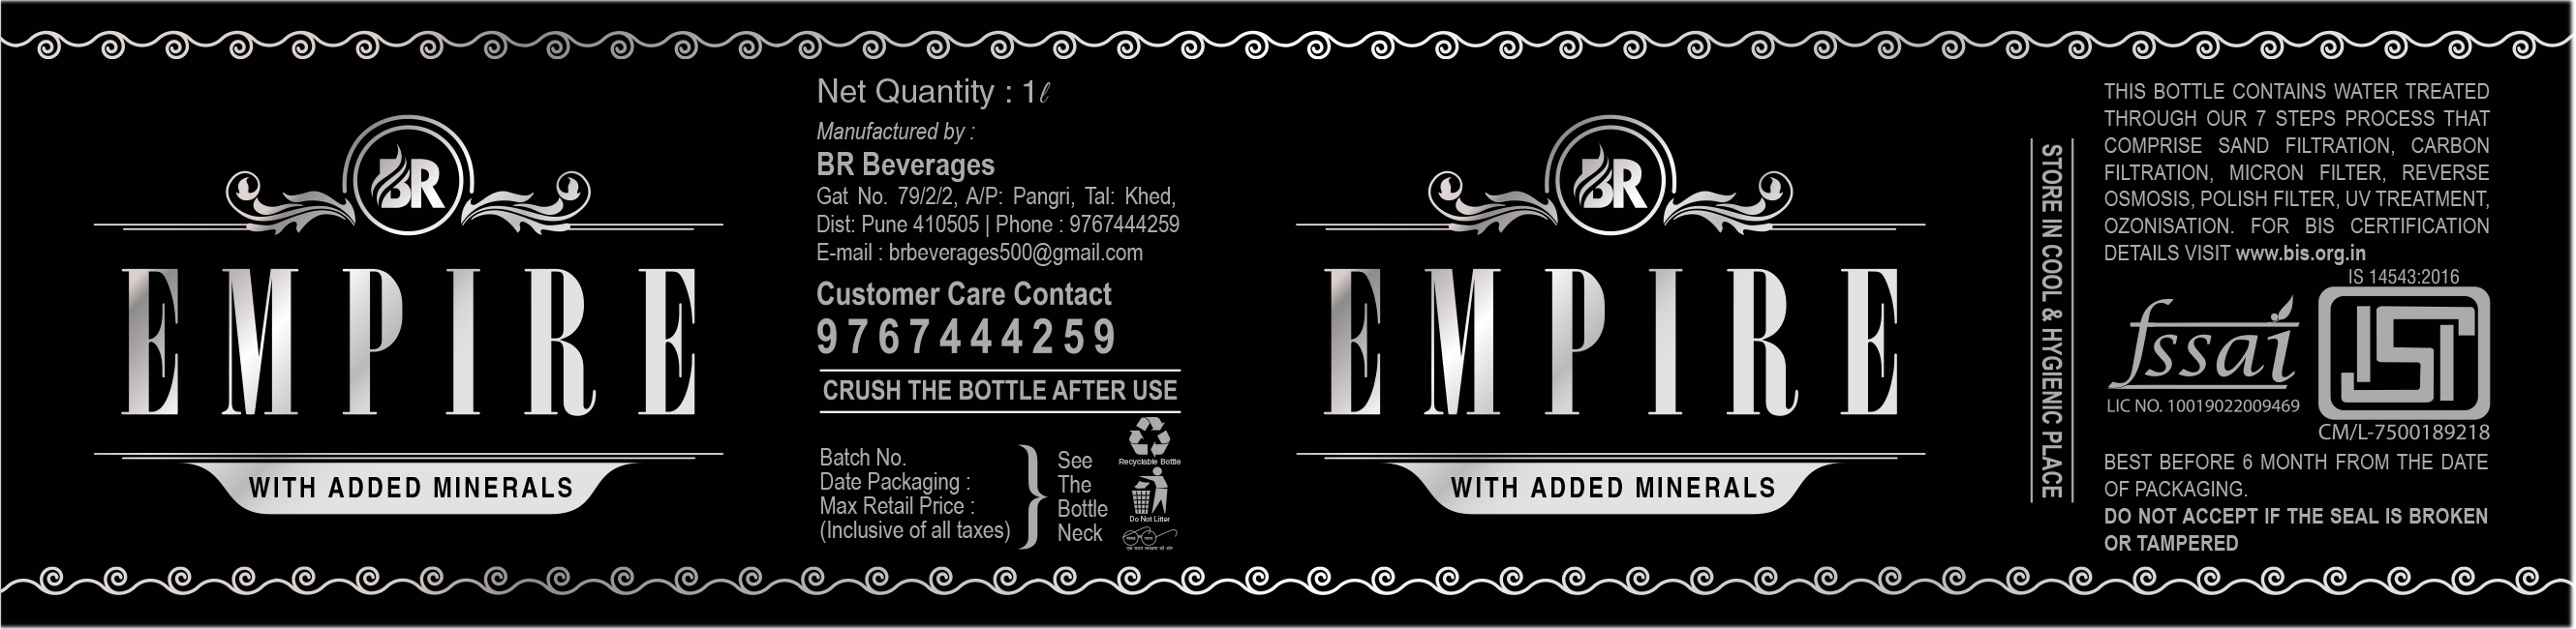 BR
EMPIRE
WITH ADDED MINERALS
Net Quantity : 1ℓ
Manufactured by :
BR Beverages
Gat No. 79/2/2, A/P: Pangri, Tal: Khed,
Dist: Pune 410505 | Phone : 9767444259
E-mail : brbeverages500@gmail.com
Customer Care Contact
9767444259
CRUSH THE BOTTLE AFTER USE
Batch No.
Date Packaging :
Max Retail Price :
(Inclusive of all taxes)
See
The
Bottle
Neck
Recyclable Bottle
Do Not Litter
BR
EMPIRE
WITH ADDED MINERALS
STORE IN COOL & HYGIENIC PLACE
THIS BOTTLE CONTAINS WATER TREATED
THROUGH OUR 7 STEPS PROCESS THAT
COMPRISE SAND FILTRATION, CARBON
FILTRATION, MICRON FILTER, REVERSE
OSMOSIS, POLISH FILTER, UV TREATMENT,
OZONISATION. FOR BIS CERTIFICATION
DETAILS VISIT www.bis.org.in
IS 14543:2016
fssai
LIC NO. 10019022009469
ISI
CM/L-7500189218
BEST BEFORE 6 MONTH FROM THE DATE
OF PACKAGING.
DO NOT ACCEPT IF THE SEAL IS BROKEN
OR TAMPERED